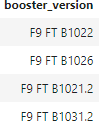 booster_version
F9 FT B1022
F9 FT B1026
F9 FT B1021.2
F9 FT B1031.2